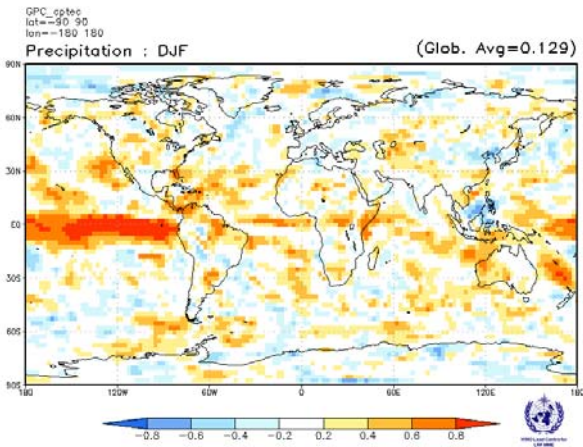 GPC_cptec
lat=-90 90
lon=-180 180
Precipitation : DJF (Glob. Avg=0.129)
90N
60N
30N
EQ
30S
60S
90S
180 120W 60W 0 60E 120E 180
-0.8 -0.6 -0.4 -0.2 0.2 0.4 0.6 0.8